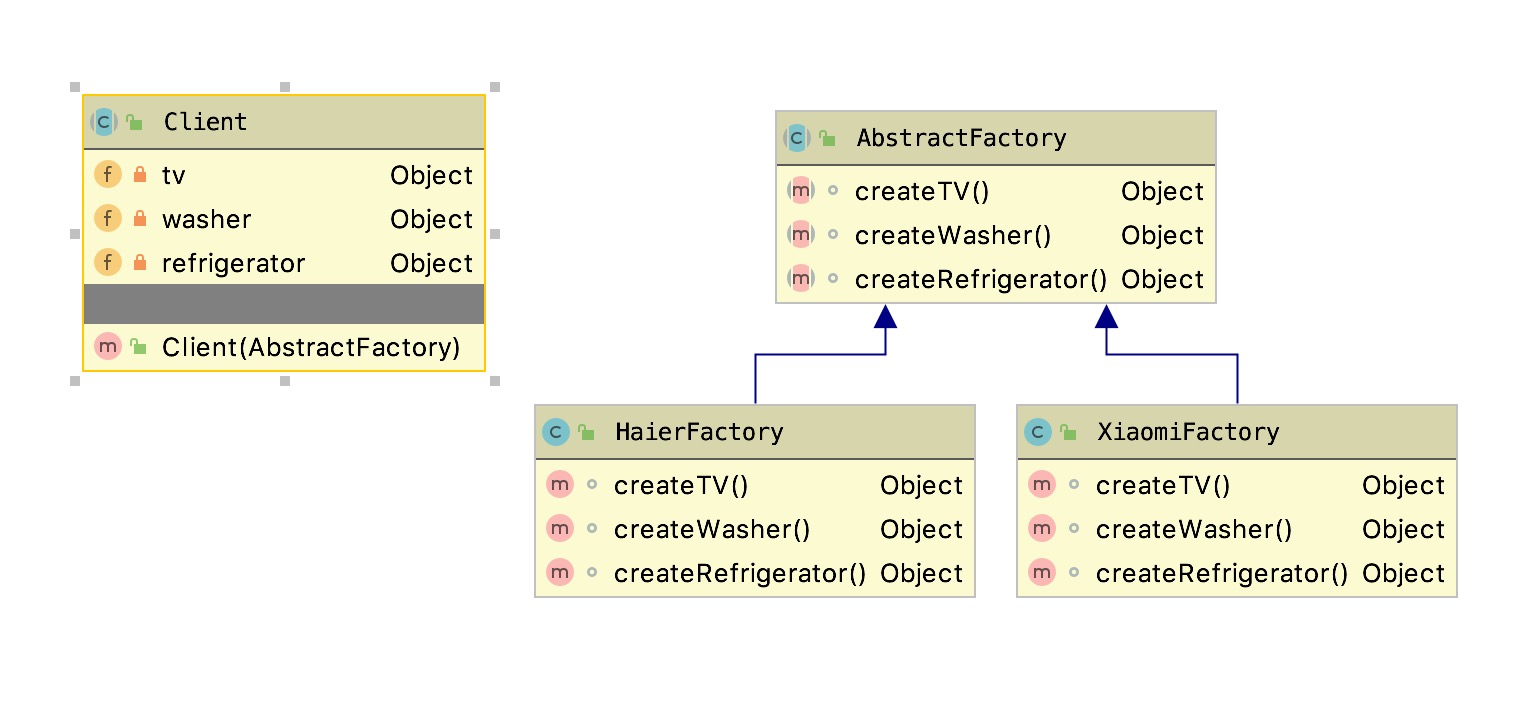 Client
tv Object
washer Object
refrigerator Object
Client(AbstractFactory)
AbstractFactory
createTV() Object
createWasher() Object
createRefrigerator() Object
HaierFactory
createTV() Object
createWasher() Object
createRefrigerator() Object
XiaomiFactory
createTV() Object
createWasher() Object
createRefrigerator() Object